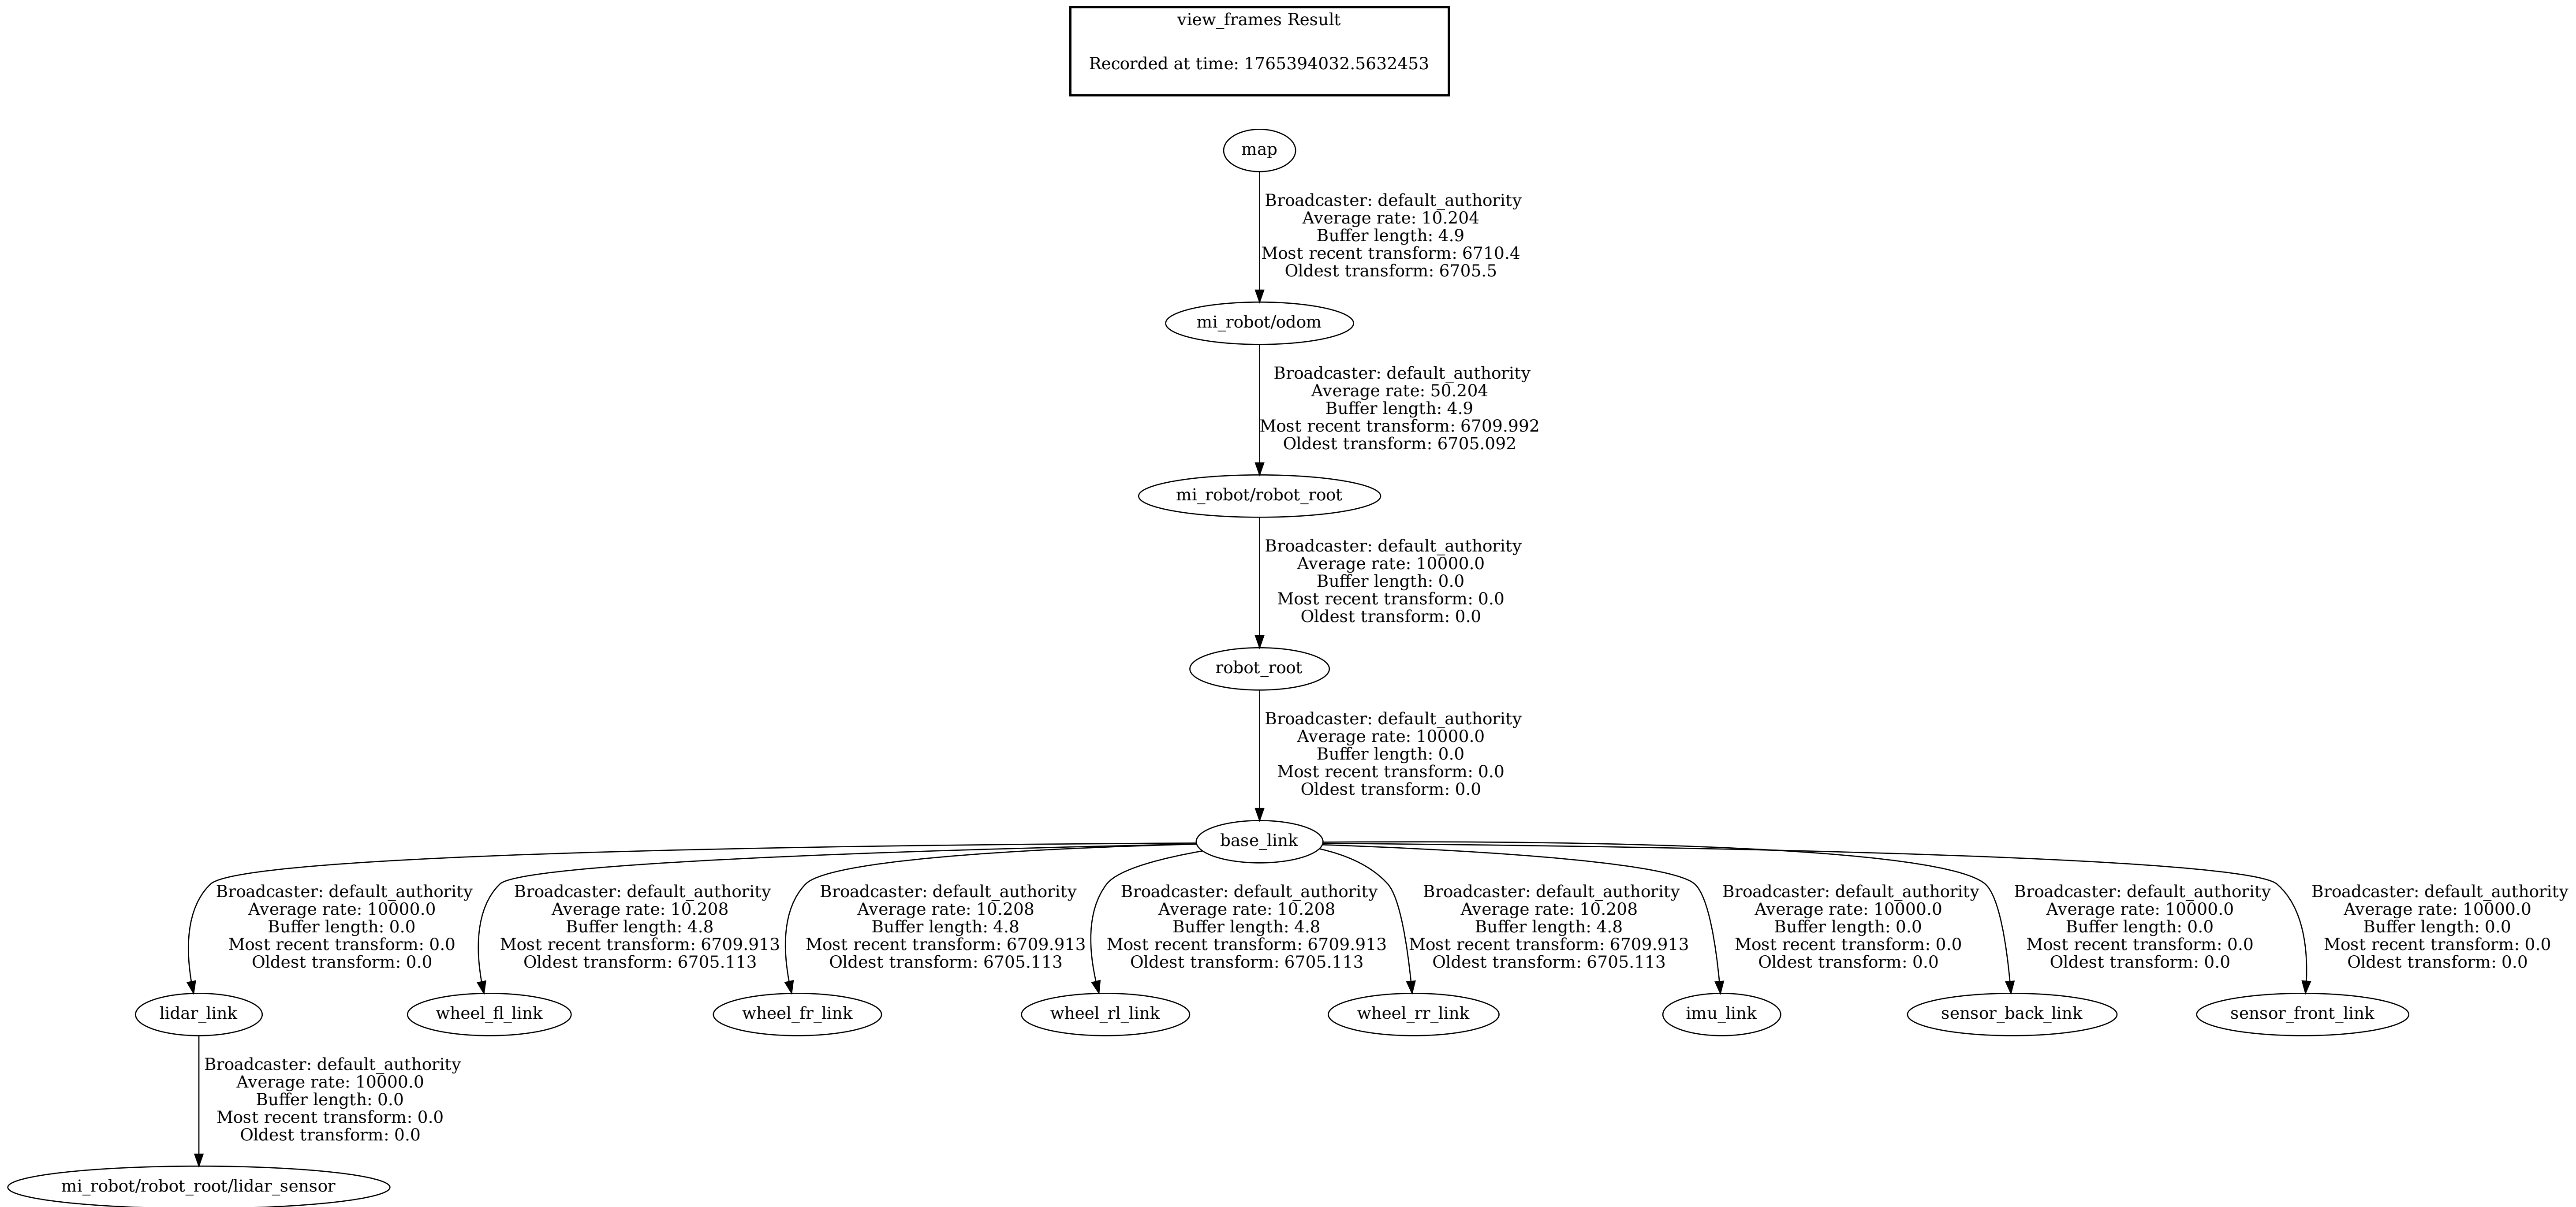 view_frames Result
Recorded at time: 1765394032.5632453
map
Broadcaster: default_authority
Average rate: 10.204
Buffer length: 4.9
Most recent transform: 6710.4
Oldest transform: 6705.5
mi_robot/odom
Broadcaster: default_authority
Average rate: 50.204
Buffer length: 4.9
Most recent transform: 6709.992
Oldest transform: 6705.092
mi_robot/robot_root
Broadcaster: default_authority
Average rate: 10000.0
Buffer length: 0.0
Most recent transform: 0.0
Oldest transform: 0.0
robot_root
Broadcaster: default_authority
Average rate: 10000.0
Buffer length: 0.0
Most recent transform: 0.0
Oldest transform: 0.0
base_link
Broadcaster: default_authority
Average rate: 10000.0
Buffer length: 0.0
Most recent transform: 0.0
Oldest transform: 0.0
Broadcaster: default_authority
Average rate: 10.208
Buffer length: 4.8
Most recent transform: 6709.913
Oldest transform: 6705.113
Broadcaster: default_authority
Average rate: 10.208
Buffer length: 4.8
Most recent transform: 6709.913
Oldest transform: 6705.113
Broadcaster: default_authority
Average rate: 10.208
Buffer length: 4.8
Most recent transform: 6709.913
Oldest transform: 6705.113
Broadcaster: default_authority
Average rate: 10.208
Buffer length: 4.8
Most recent transform: 6709.913
Oldest transform: 6705.113
Broadcaster: default_authority
Average rate: 10000.0
Buffer length: 0.0
Most recent transform: 0.0
Oldest transform: 0.0
Broadcaster: default_authority
Average rate: 10000.0
Buffer length: 0.0
Most recent transform: 0.0
Oldest transform: 0.0
Broadcaster: default_authority
Average rate: 10000.0
Buffer length: 0.0
Most recent transform: 0.0
Oldest transform: 0.0
lidar_link
wheel_fl_link
wheel_fr_link
wheel_rl_link
wheel_rr_link
imu_link
sensor_back_link
sensor_front_link
Broadcaster: default_authority
Average rate: 10000.0
Buffer length: 0.0
Most recent transform: 0.0
Oldest transform: 0.0
mi_robot/robot_root/lidar_sensor